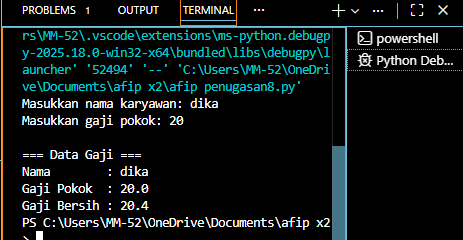 PROBLEMS 1 OUTPUT TERMINAL ...
powershell
Python Deb...
rs\MM-52\.vscode\extensions\ms-python.debugp
y-2025.18.0-win32-x64\bundled\libs\debugpy\l
auncher' '52494' '--' 'C:\Users\MM-52\OneDri
ve\Documents\afip x2\afip penugasan8.py'
Masukkan nama karyawan: dika
Masukkan gaji pokok: 20
=== Data Gaji ===
Nama : dika
Gaji Pokok : 20.0
Gaji Bersih : 20.4
PS C:\Users\MM-52\OneDrive\Documents\afip x2
>